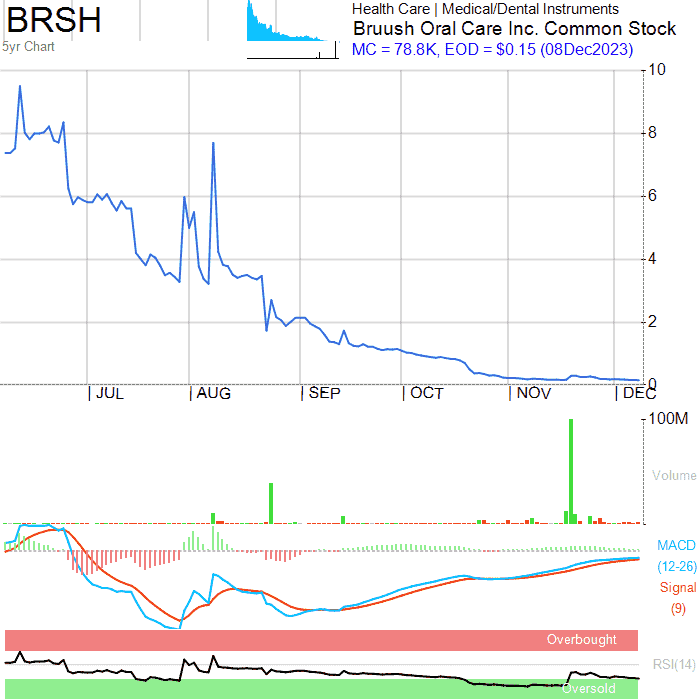 BRSH
5yr Chart
Health Care | Medical/Dental Instruments
Bruush Oral Care Inc. Common Stock
MC = 78.8K, EOD = $0.15 (08Dec2023)
10
8
6
4
2
0
JUL AUG SEP OCT NOV DEC
100M
Volume
MACD
(12-26)
Signal
(9)
Overbought
RSI(14)
Oversold